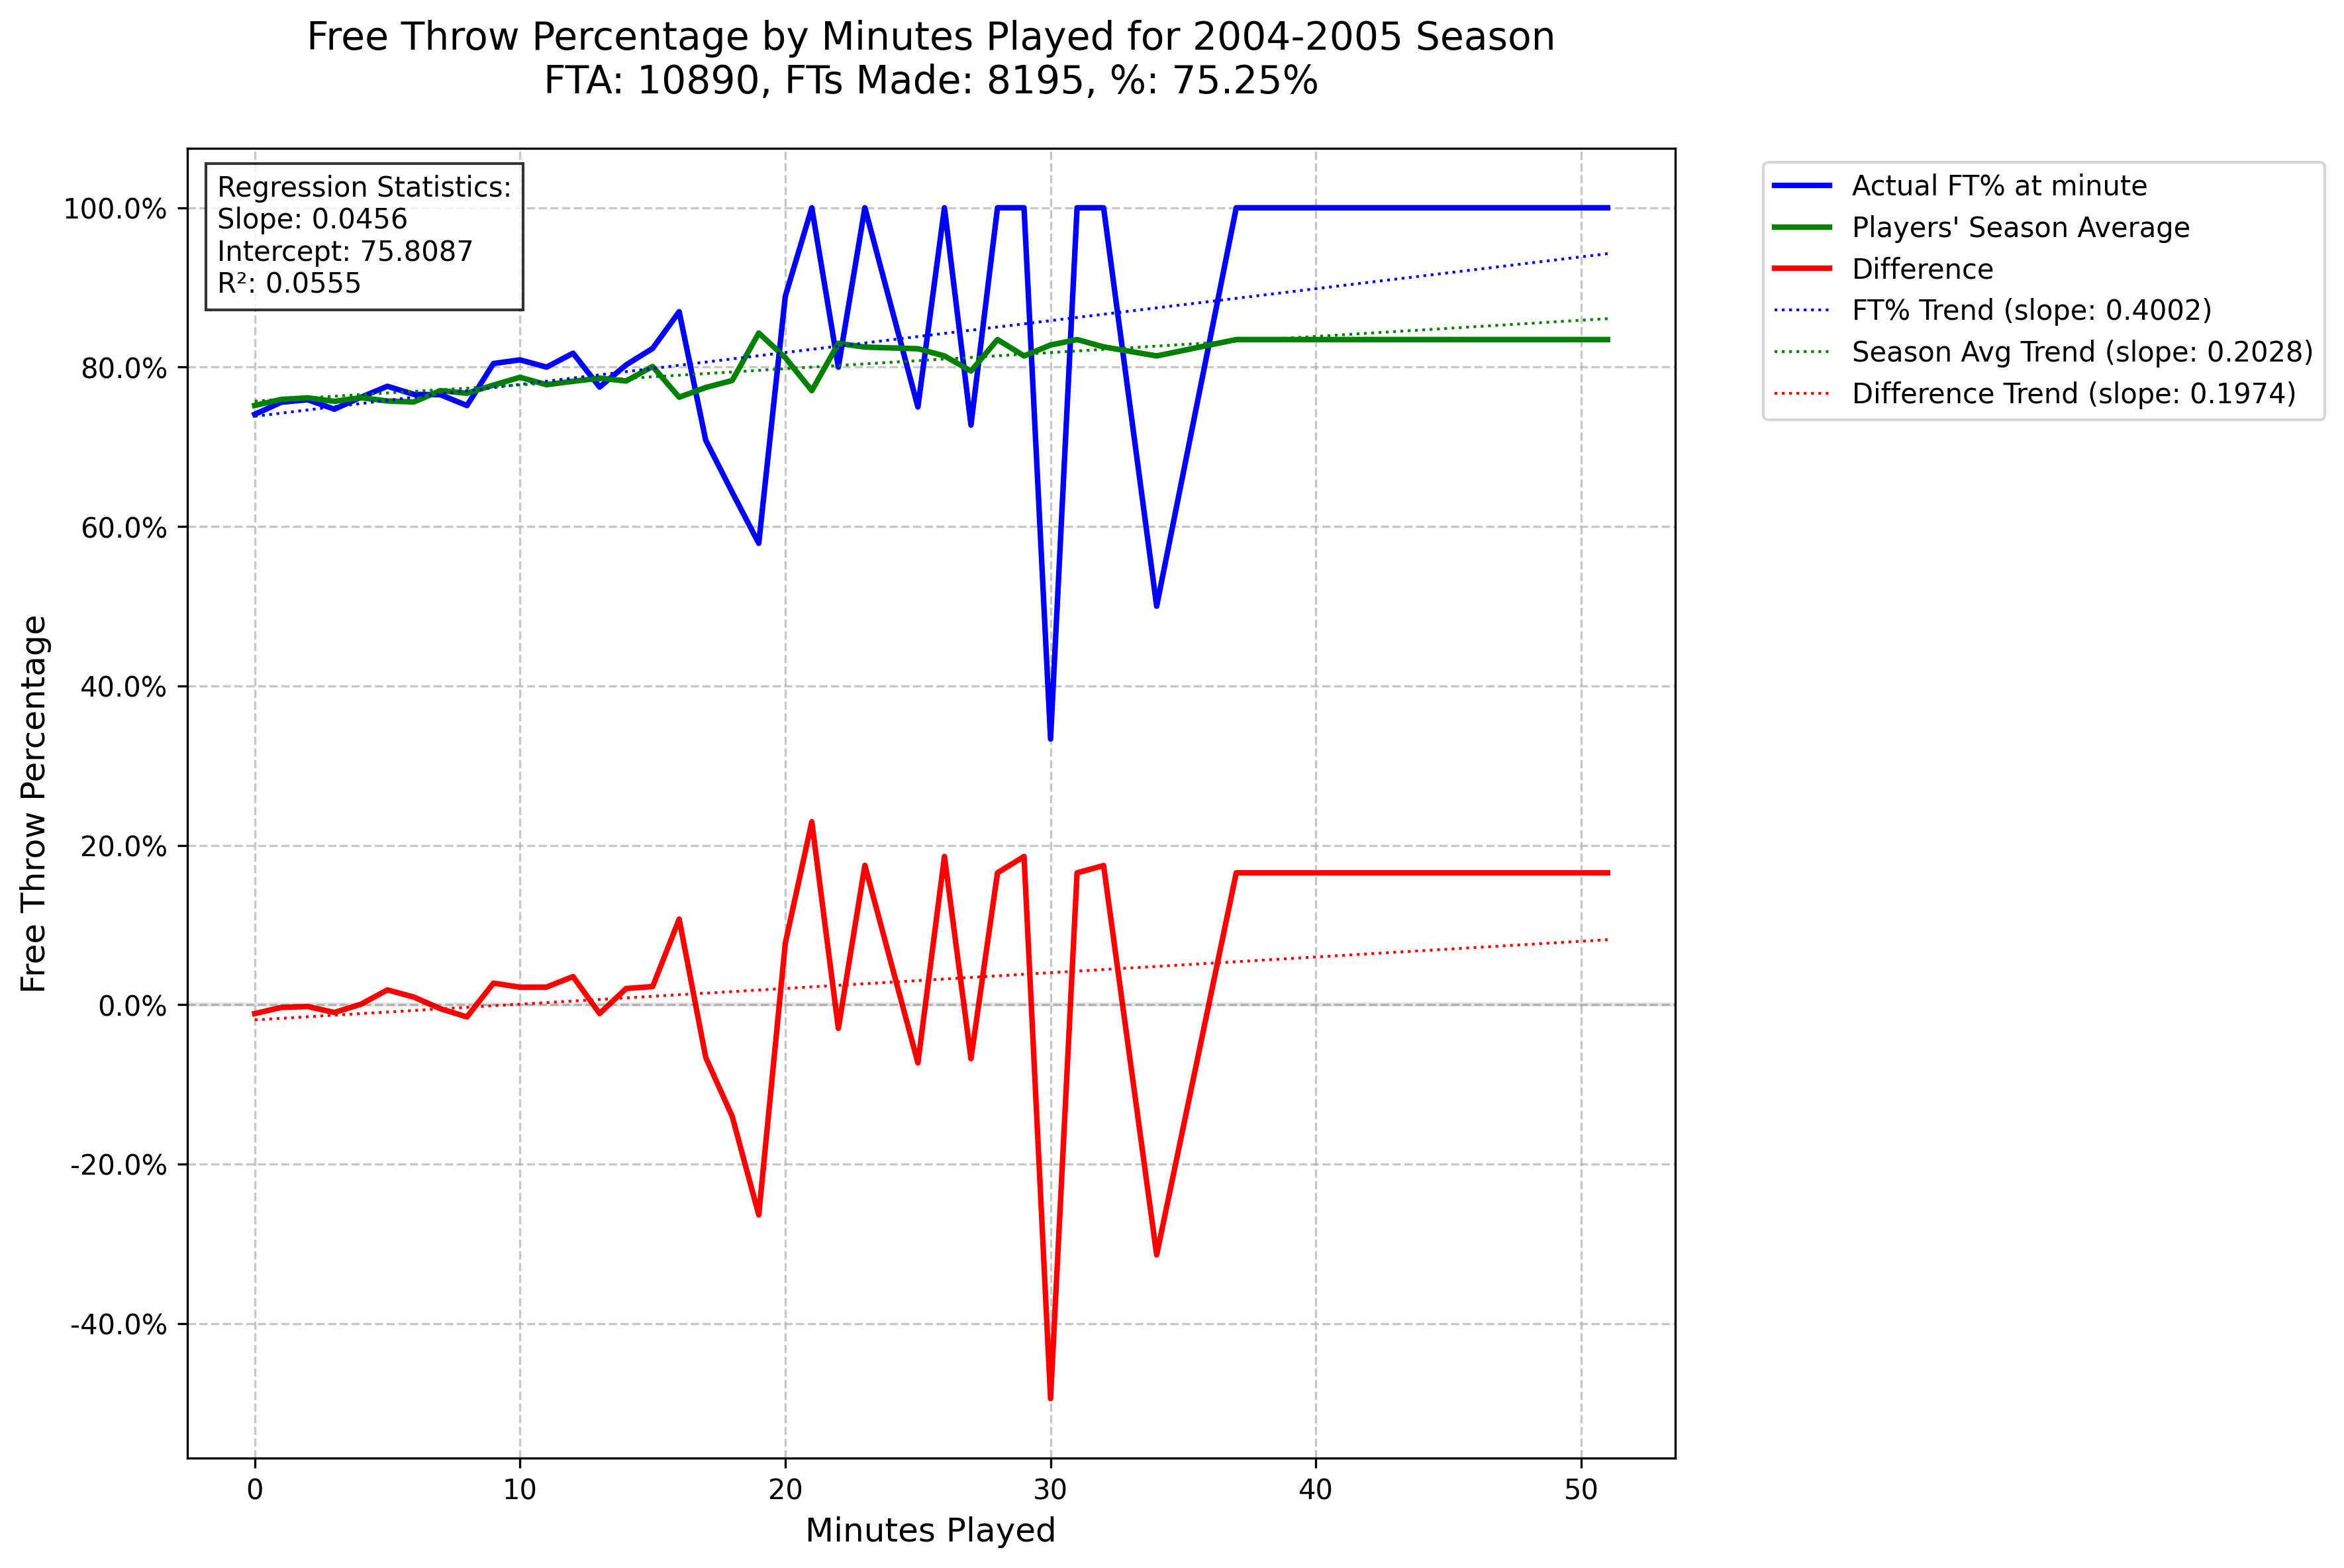 Free Throw Percentage by Minutes Played for 2004-2005 Season
FTA: 10890, FTs Made: 8195, %: 75.25%
Regression Statistics:
Slope: 0.0456
Intercept: 75.8087
R²: 0.0555
Actual FT% at minute
Players' Season Average
Difference
FT% Trend (slope: 0.4002)
Season Avg Trend (slope: 0.2028)
Difference Trend (slope: 0.1974)
Free Throw Percentage
100.0%
80.0%
60.0%
40.0%
20.0%
0.0%
-20.0%
-40.0%
0
10
20
30
40
50
Minutes Played